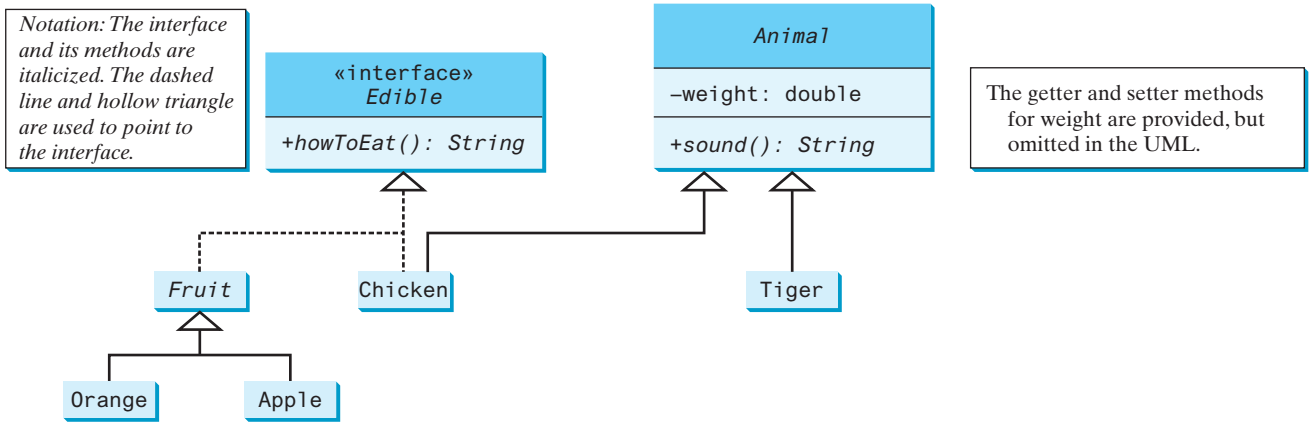 Notation: The interface
and its methods are
italicized. The dashed
line and hollow triangle
are used to point to
the interface.
«interface»
Edible
+howToEat(): String
Animal
–weight: double
+sound(): String
The getter and setter methods
for weight are provided, but
omitted in the UML.
Fruit
Chicken
Tiger
Orange
Apple